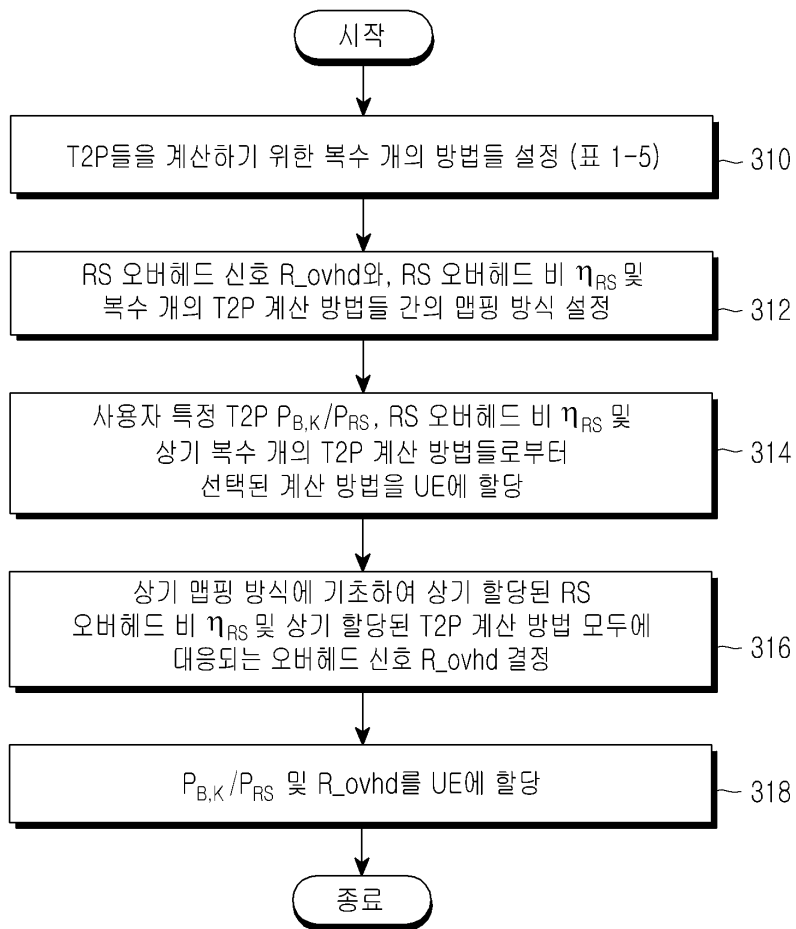 시작
T2P들을 계산하기 위한 복수 개의 방법들 설정 (표 1-5)
310
RS 오버헤드 신호 R_ovhd와, RS 오버헤드 비 ηRS 및
복수 개의 T2P 계산 방법들 간의 맵핑 방식 설정
312
사용자 특정 T2P PB,K/PRS, RS 오버헤드 비 ηRS 및
상기 복수 개의 T2P 계산 방법들로부터
선택된 계산 방법을 UE에 할당
314
상기 맵핑 방식에 기초하여 상기 할당된 RS
오버헤드 비 ηRS 및 상기 할당된 T2P 계산 방법 모두에
대응되는 오버헤드 신호 R_ovhd 결정
316
PB,K/PRS 및 R_ovhd를 UE에 할당
318
종료